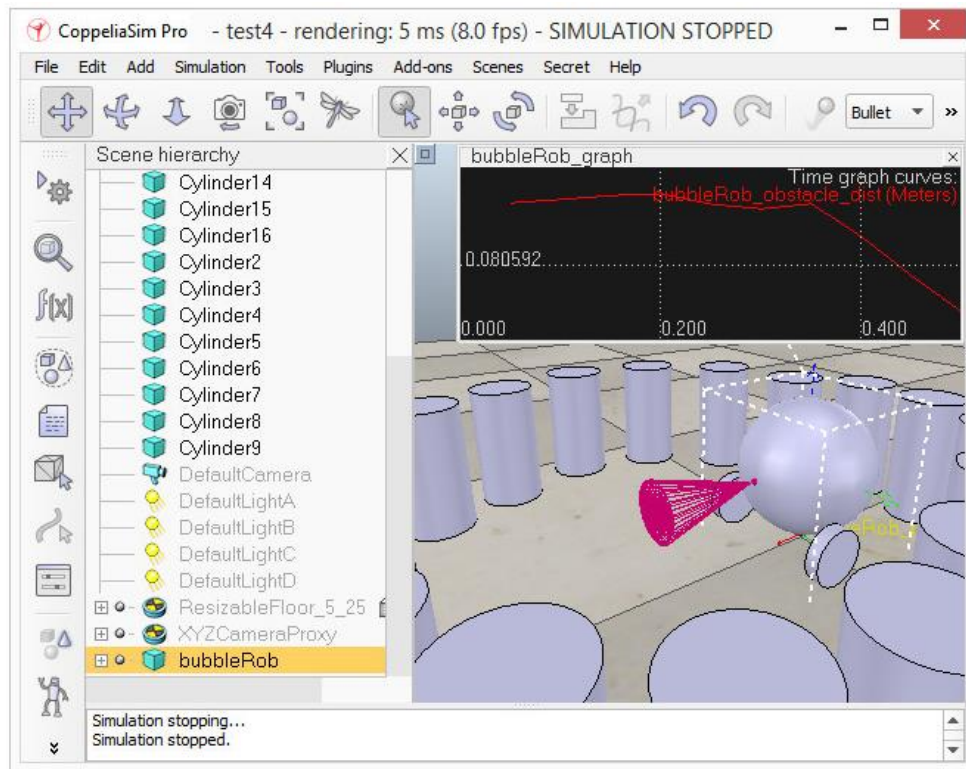 CoppeliaSim Pro - test4 - rendering: 5 ms (8.0 fps) - SIMULATION STOPPED
File Edit Add Simulation Tools Plugins Add-ons Scenes Secret Help
Bullet
Scene hierarchy
Cylinder14
Cylinder15
Cylinder16
Cylinder2
Cylinder3
Cylinder4
Cylinder5
Cylinder6
Cylinder7
Cylinder8
Cylinder9
DefaultCamera
DefaultLightA
DefaultLightB
DefaultLightC
DefaultLightD
ResizableFloor_5_25
XYZCameraProxy
bubbleRob
f(x)
bubbleRob_graph
Time graph curves:
bubbleRob_obstacle_dist (Meters)
0.080592
0.000 0.200 0.400
Simulation stopping...
Simulation stopped.